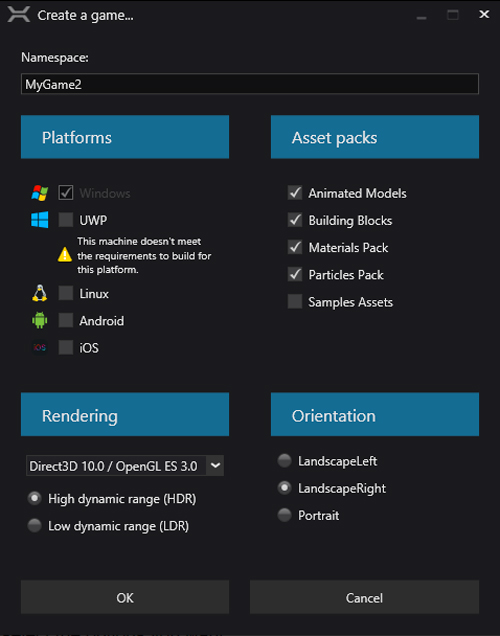 Create a game...
Namespace:
MyGame2
Platforms
Windows
UWP
This machine doesn't meet
the requirements to build for
this platform.
Linux
Android
iOS
iOS
Asset packs
Animated Models
Building Blocks
Materials Pack
Particles Pack
Samples Assets
Rendering
Direct3D 10.0 / OpenGL ES 3.0
High dynamic range (HDR)
Low dynamic range (LDR)
Orientation
LandscapeLeft
LandscapeRight
Portrait
OK
Cancel